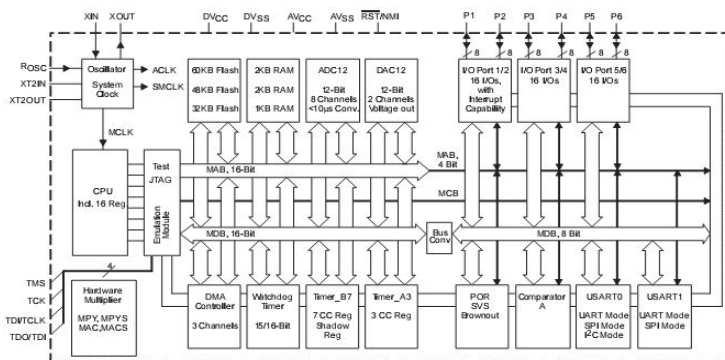 XIN XOUT DVCC DVSS AVCC AVSS RST/NMI P1 P2 P3 P4 P5 P6
8 8 8 8 8 8
ROSC
XT2IN
XT2OUT
Oscillator
System
Clock
ACLK
SMCLK
MCLK
60KB Flash
48KB Flash
32KB Flash
2KB RAM
2KB RAM
1KB RAM
ADC12
12-Bit
8 Channels
<10µs Conv.
DAC12
12-Bit
2 Channels
Voltage out
I/O Port 1/2
16 I/Os,
with
Interrupt
Capability
I/O Port 3/4
16 I/Os
I/O Port 5/6
16 I/Os
CPU
Incl. 16 Reg.
Test
JTAG
Emulation
Module
MAB, 16-Bit
MAB,
4 Bit
MCB
MDB, 16-Bit
Bus
Conv
MDB, 8 Bit
4
TMS
TCK
TDI/TCLK
TDO/TDI
Hardware
Multiplier
MPY, MPYS
MAC, MACS
DMA
Controller
3 Channels
Watchdog
Timer
15/16-Bit
Timer_B7
7 CC Reg
Shadow
Reg
Timer_A3
3 CC Reg
POR
SVS
Brownout
Comparator
A
USART0
UART Mode
SPI Mode
I2C Mode
USART1
UART Mode
SPI Mode